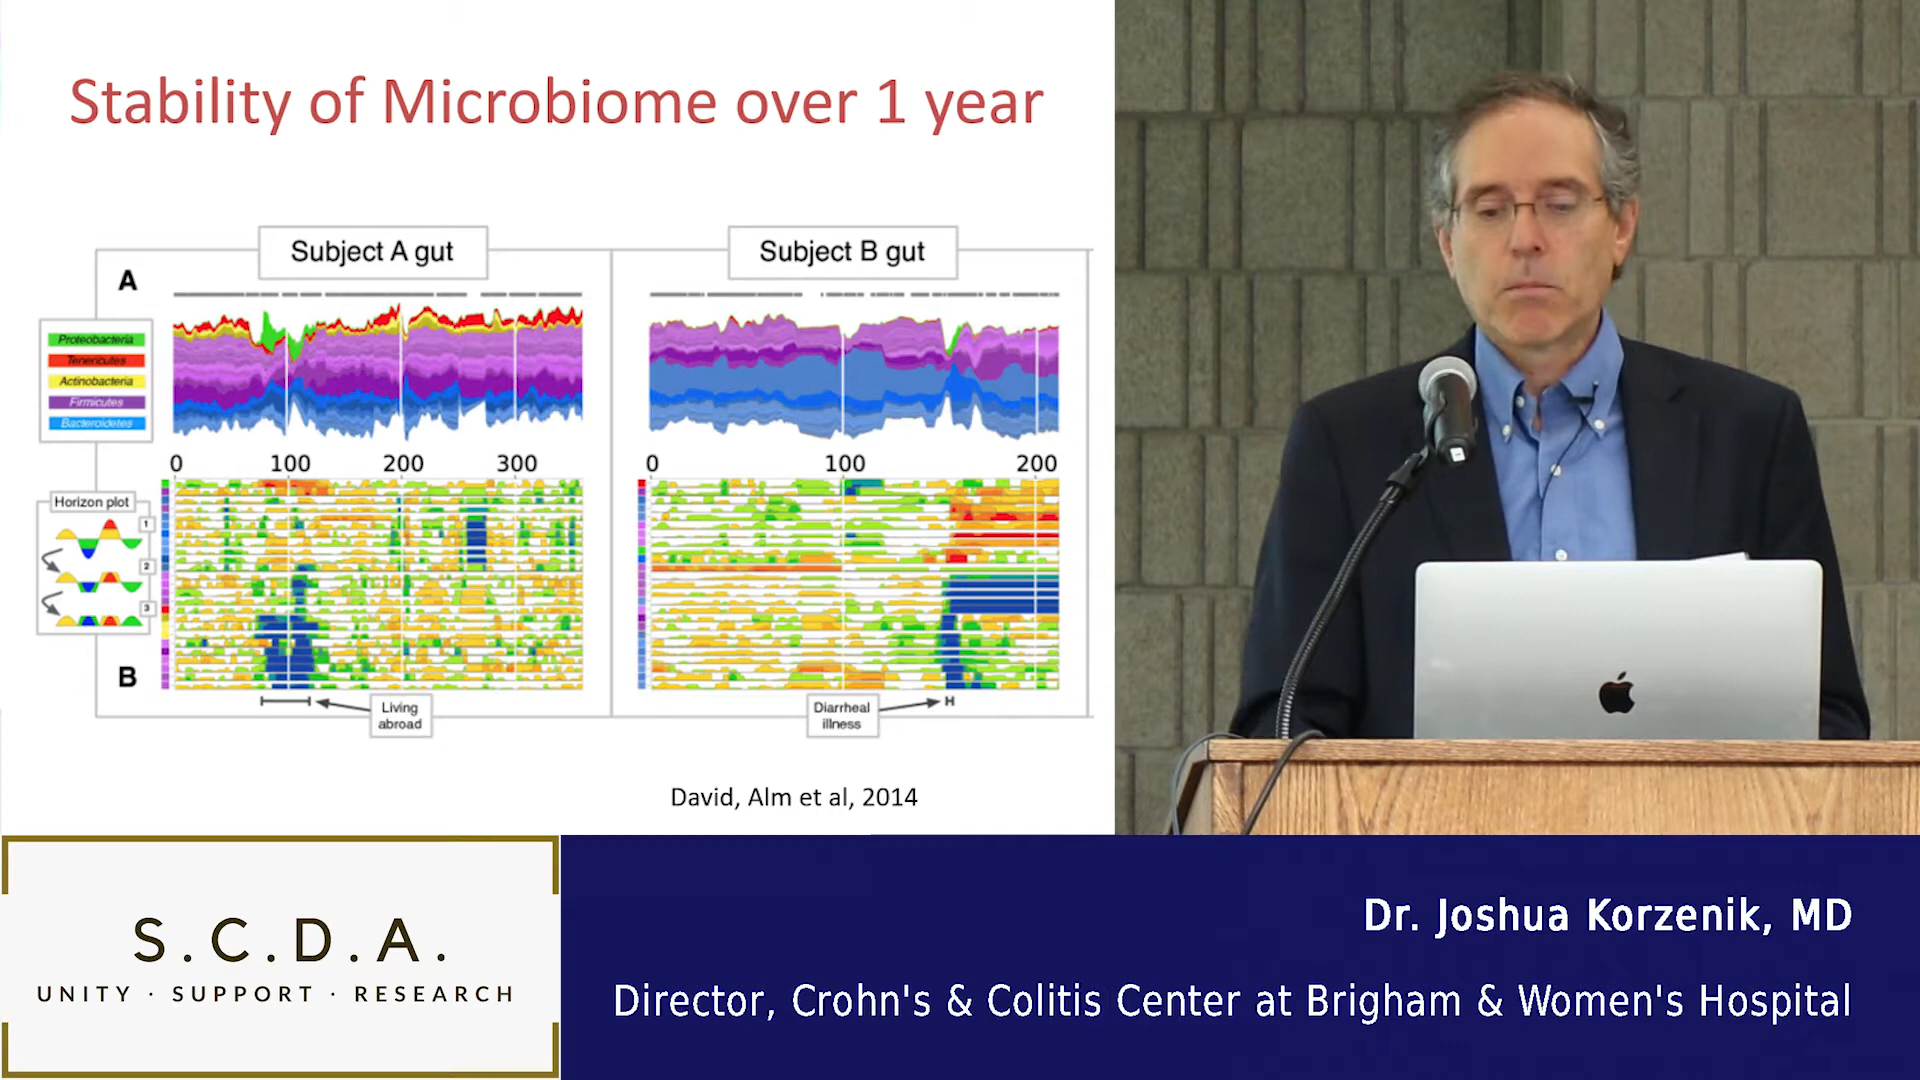 Stability of Microbiome over 1 year
Subject A gut
Subject B gut
A
Proteobacteria
Tenericutes
Actinobacteria
Firmicutes
Bacteroidetes
0 100 200 300
0 100 200
Horizon plot
1
2
3
B
Living
abroad
Diarrheal
illness
David, Alm et al, 2014
S.C.D.A.
UNITY · SUPPORT · RESEARCH
Dr. Joshua Korzenik, MD
Director, Crohn's & Colitis Center at Brigham & Women's Hospital